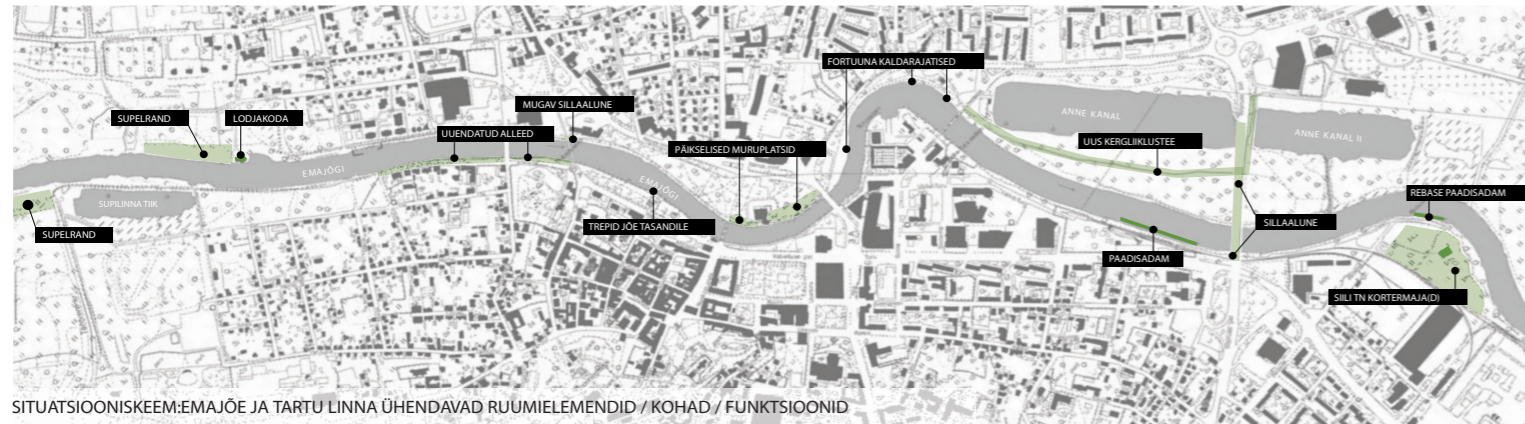 FORTUUNA KALDARAJATISED
MUGAV SILLAALUNE
SUPELRAND
LODJAKODA
UUENDATUD ALLEED
ANNE KANAL
ANNE KANAL II
UUS KERGLIIKLUSTEE
PÄIKSELISED MURUPLATSID
EMAJÕGI
EMAJÕGI
REBASE PAADISADAM
SUPILINNA TIIK
TREPID JÕE TASANDILE
SILLAALUNE
SUPELRAND
PAADISADAM
SIILI TN KORTERMAJA(D)
SITUATSIOONISKEEM:EMAJÕE JA TARTU LINNA ÜHENDAVAD RUUMIELEMENDID / KOHAD / FUNKTSIOONID